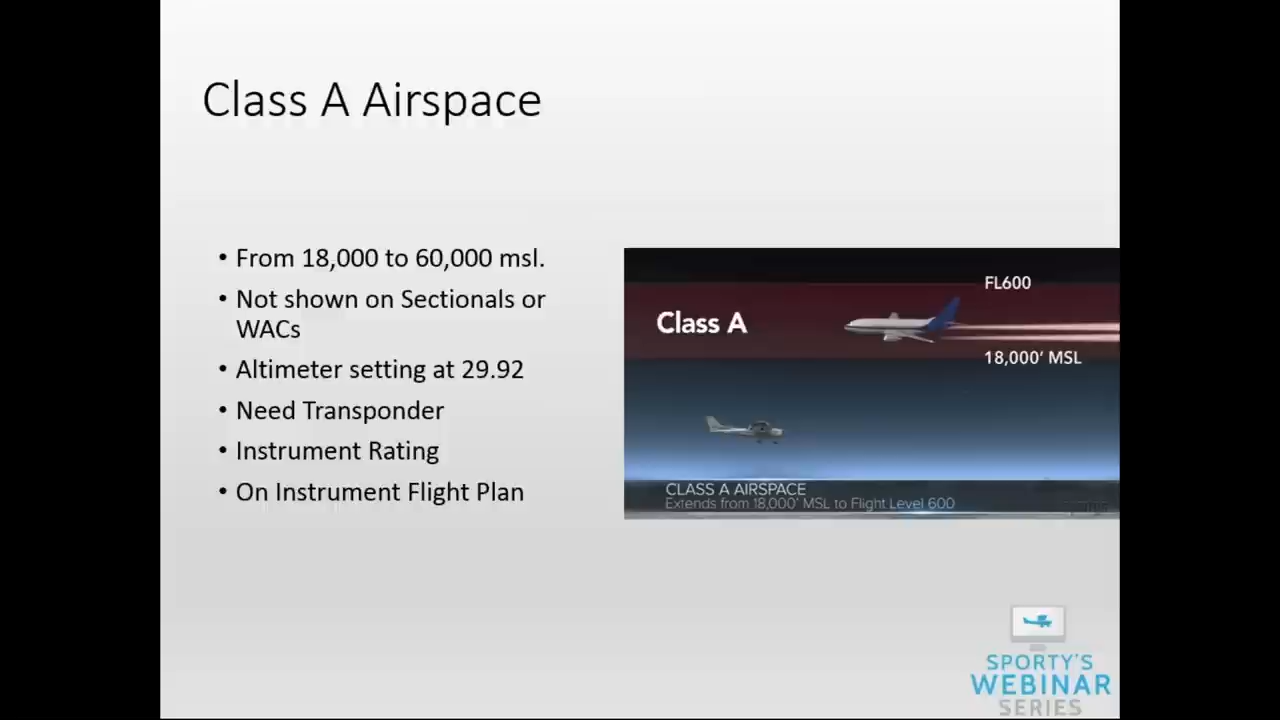 Class A Airspace
• From 18,000 to 60,000 msl.
• Not shown on Sectionals or
WACs
• Altimeter setting at 29.92
• Need Transponder
• Instrument Rating
• On Instrument Flight Plan
FL600
Class A
18,000' MSL
CLASS A AIRSPACE
Extends from 18,000' MSL to Flight Level 600
SPORTY'S
WEBINAR
SERIES